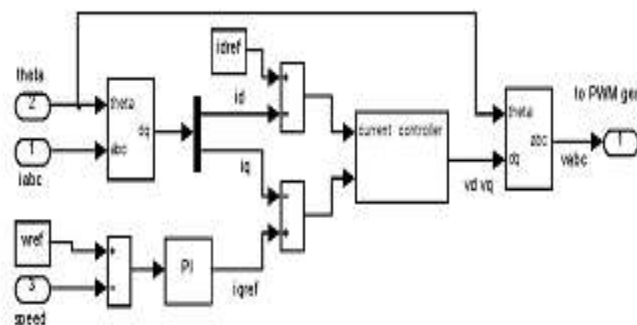 theta
2
1
iabc
theta
abc
dq
id
iq
idref
+
-
-
+
current controller
vd vq
theta
dq
abc
to PWM gen
vabc
1
wref
3
speed
+
-
PI
iqref